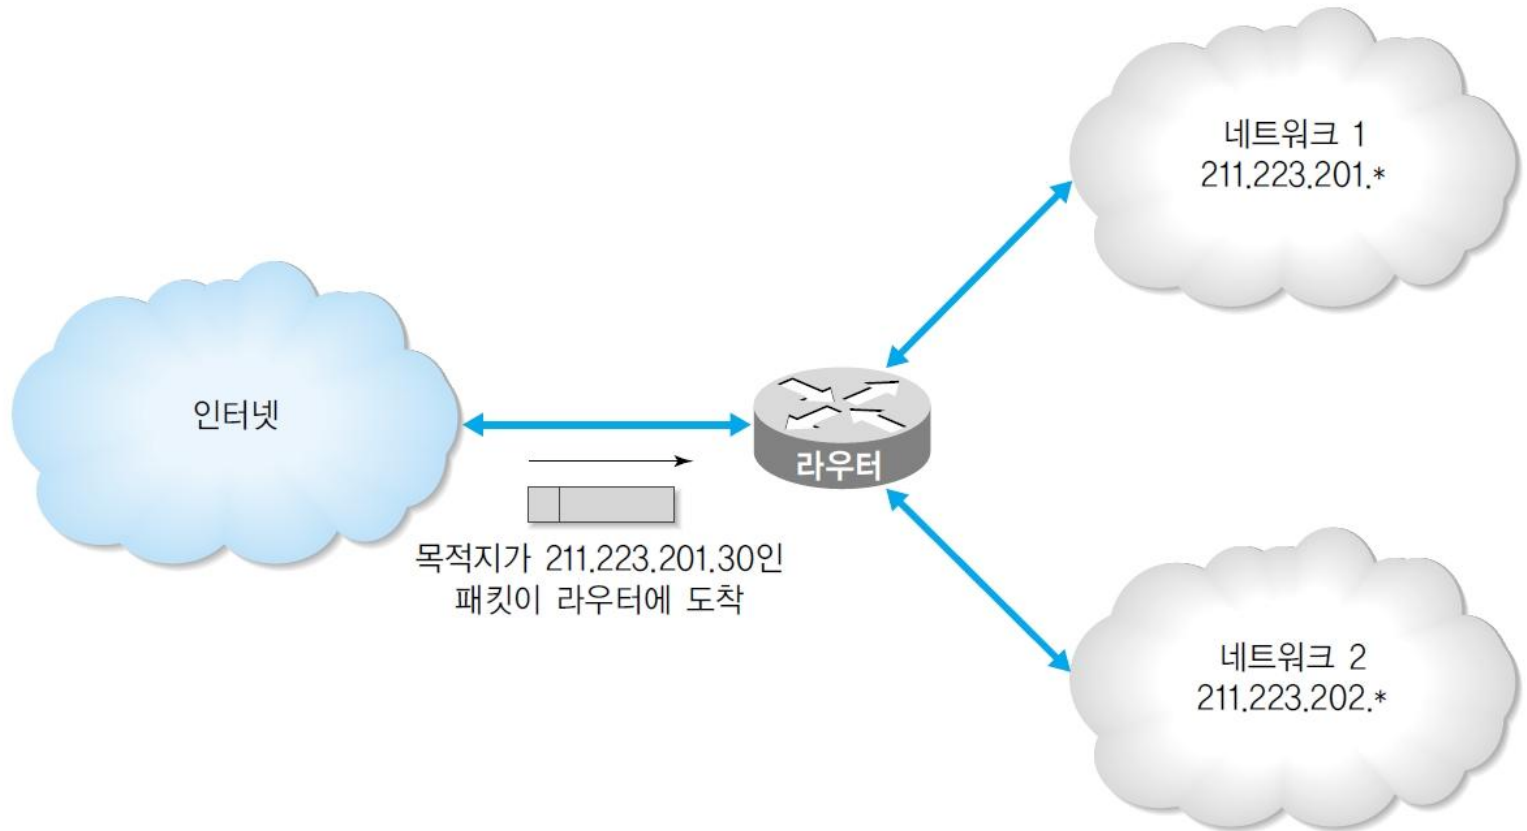 네트워크 1
211.223.201.*
인터넷
라우터
목적지가 211.223.201.30인
패킷이 라우터에 도착
네트워크 2
211.223.202.*